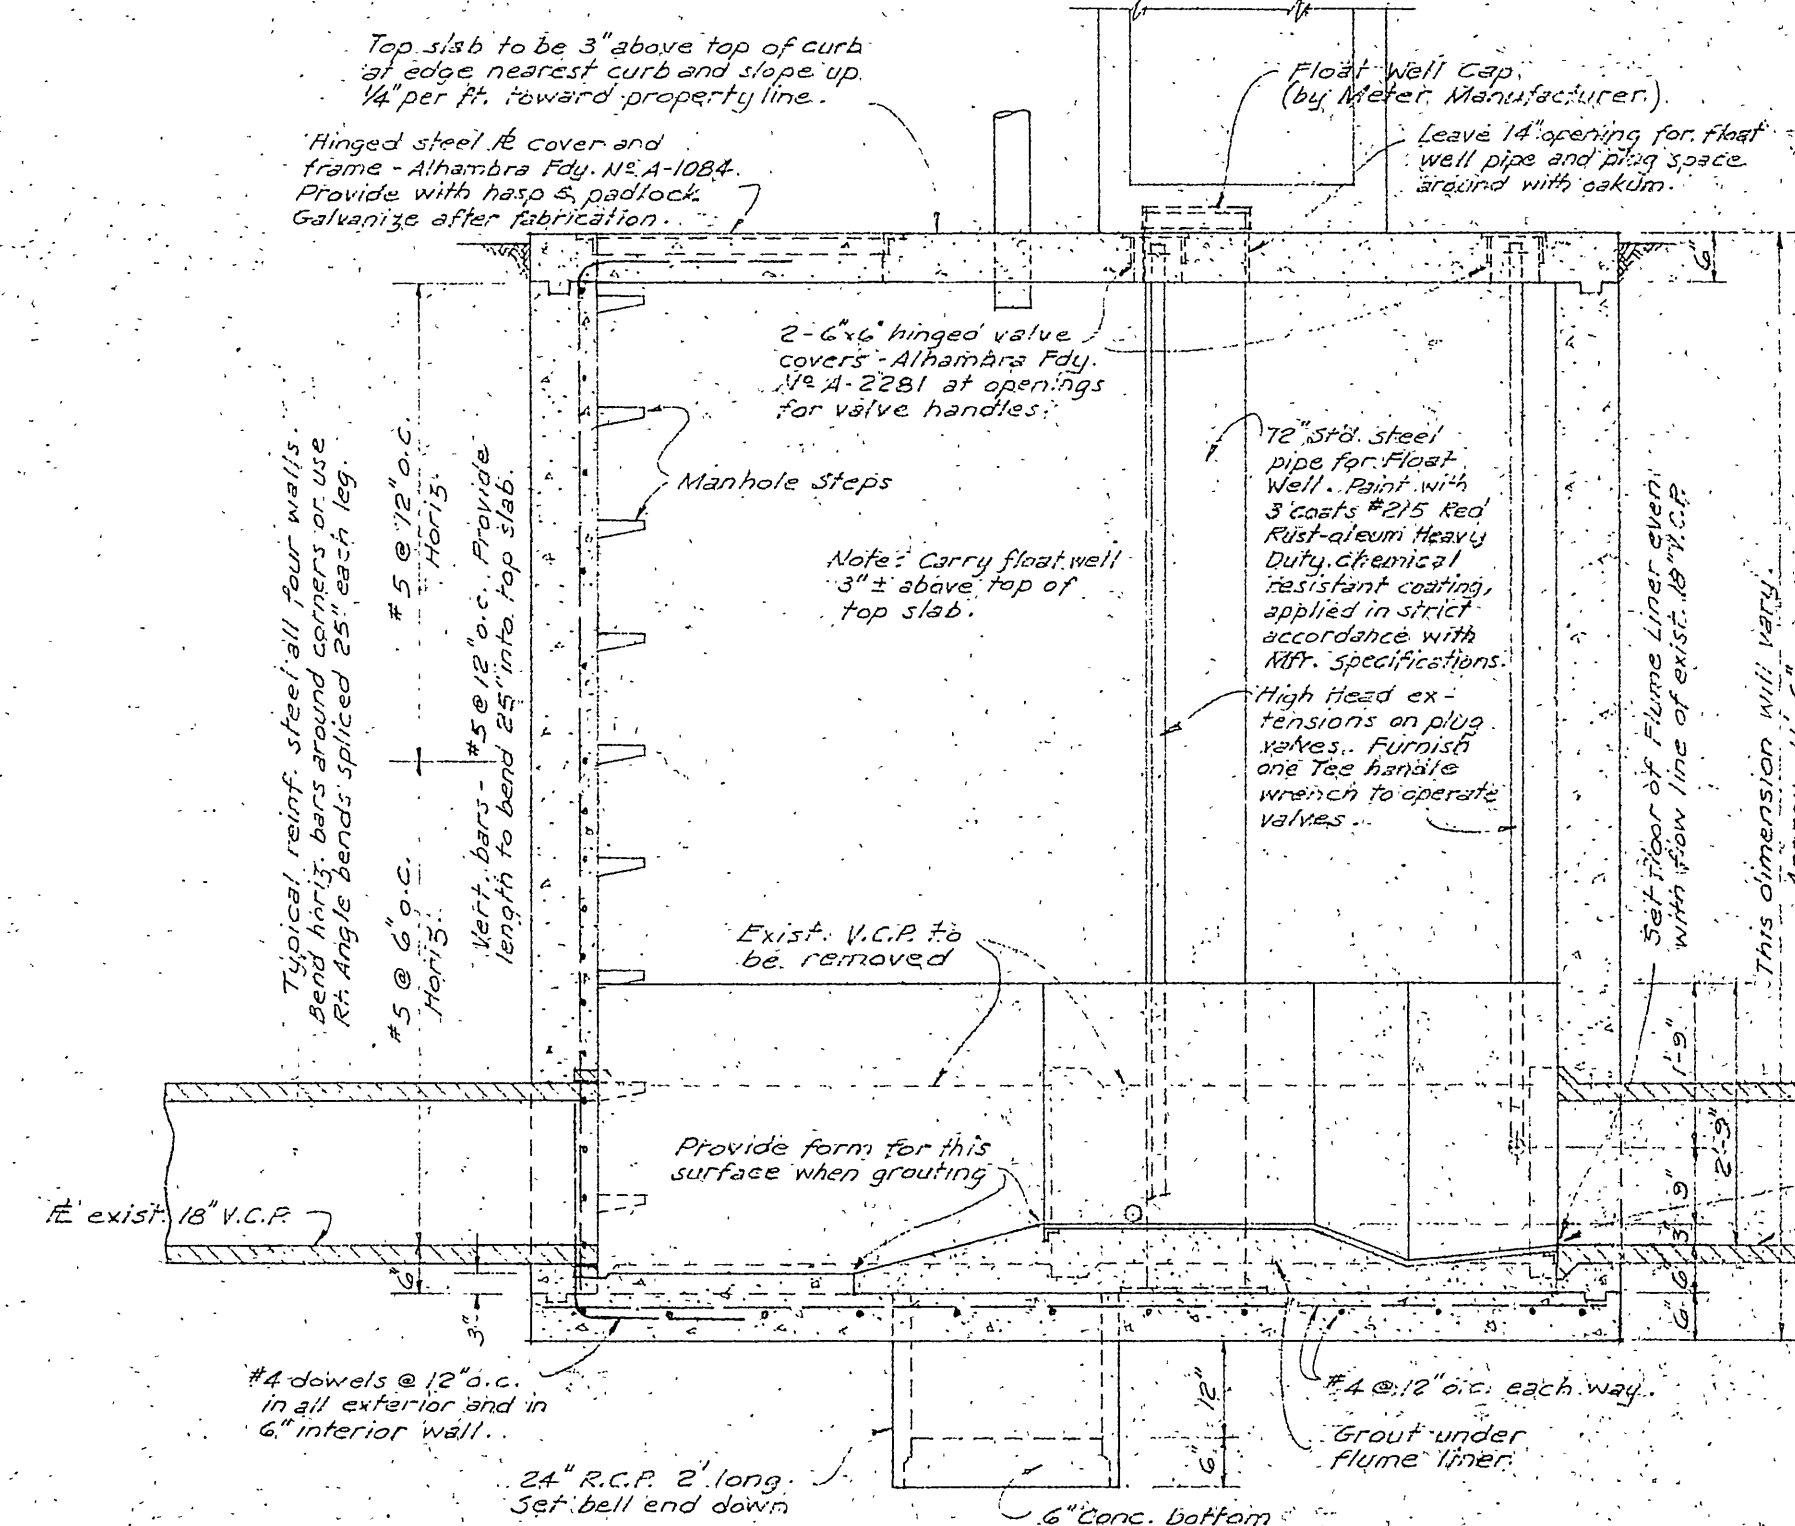 Top slab to be 3" above top of curb
at edge nearest curb and slope up
1/4" per ft. toward property line.
Hinged steel PL cover and
frame - Alhambra Fdy. No A-1084.
Provide with hasp & padlock.
Galvanize after fabrication.
Float Well Cap
(by Meter Manufacturer).
Leave 14" opening for float
well pipe and plug space
around with oakum.
6"
2-6"x6" hinged valve
covers - Alhambra Fdy.
No A-2281 at openings
for valve handles.
Manhole Steps
Note: Carry float well
3" ± above top of
top slab.
12" Std. steel
pipe for Float
Well. Paint with
3 coats #215 Red
Rust-oleum Heavy
Duty chemical
resistant coating,
applied in strict
accordance with
Mfr. specifications.
High Head ex-
tensions on plug
valves. Furnish
one Tee handle
wrench to operate
valves.
Typical reinf. steel all four walls.
Bend horiz. bars around corners or use
Rt. Angle bends spliced 25" each leg.
#5 @ 12" o.c.
Horiz.
#5 @ 6" o.c.
Horiz.
Vert. bars - #5 @ 12" o.c. Provide
length to bend 25" into top slab.
Set floor of Flume Liner even
with flow line of exist. 18" V.C.P.
This dimension will vary.
Exist. V.C.P. to
be removed
Provide form for this
surface when grouting
exist. 18" V.C.P.
6"
3"
1'-9"
2'-9"
9"
3"
6"
6"
#4 dowels @ 12" o.c.
in all exterior and in
6" interior wall.
#4 @ 12" o.c. each way.
Grout under
flume liner
12"
6"
24" R.C.P. 2' long.
Set bell end down
6" Conc. bottom